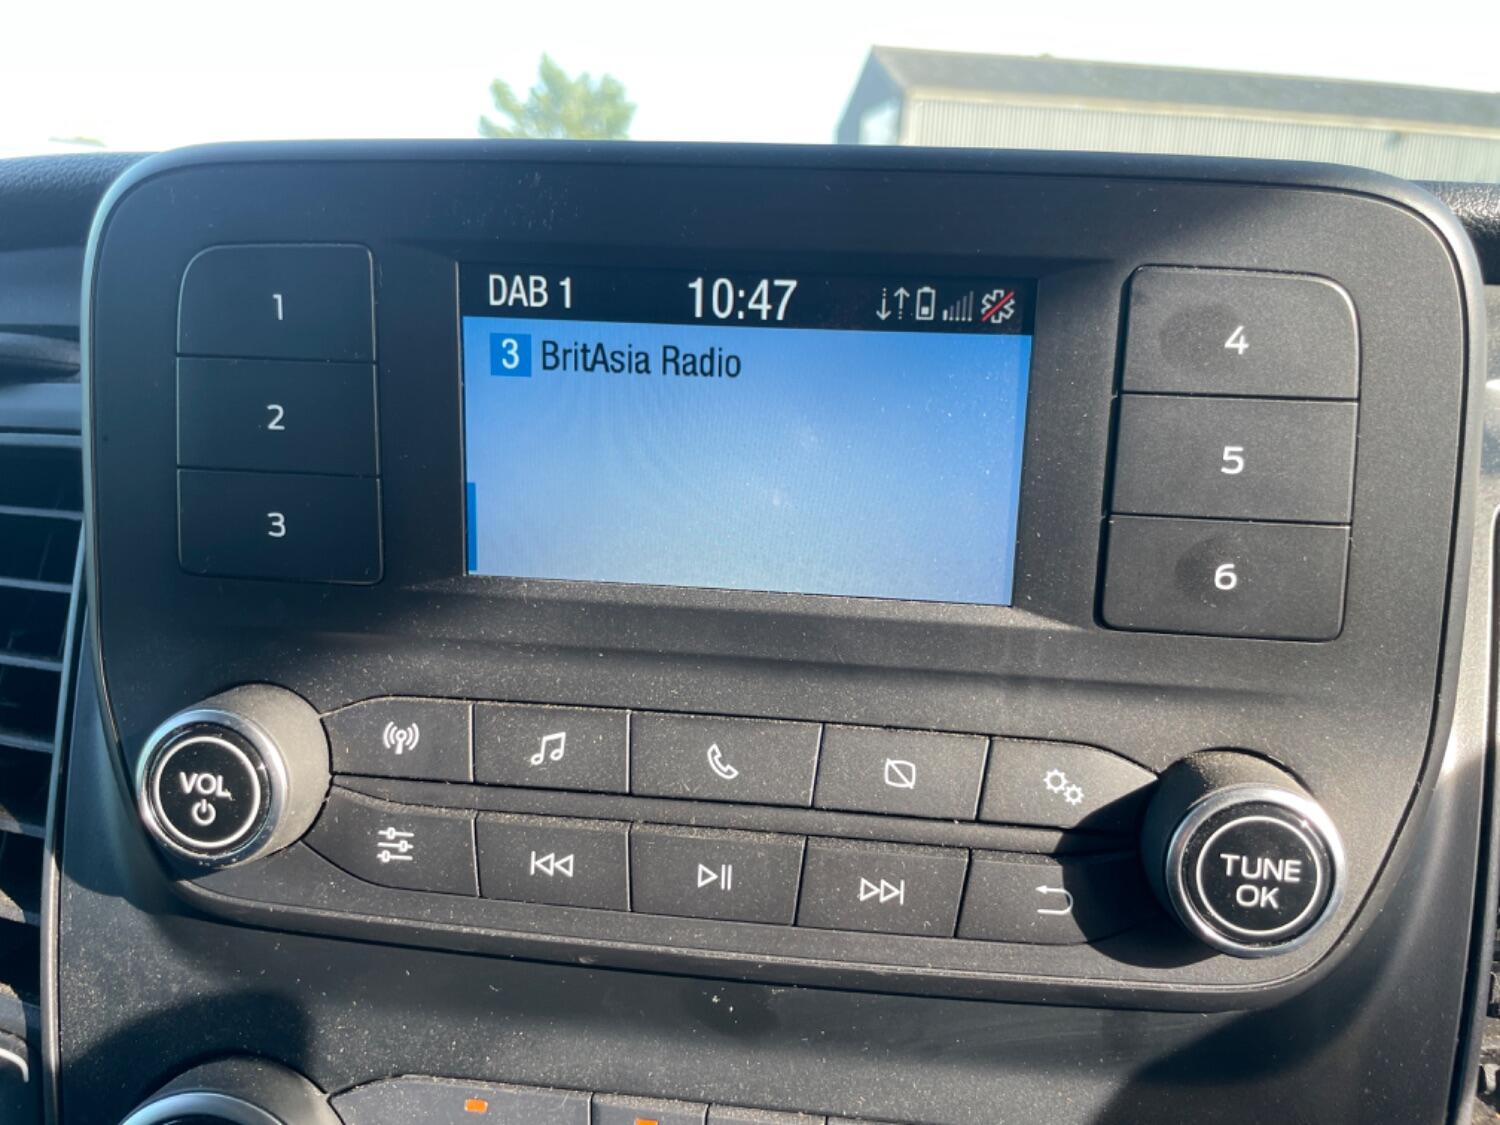 DAB 1 10:47
3 BritAsia Radio
1
2
3
4
5
6
VOL
TUNE
OK